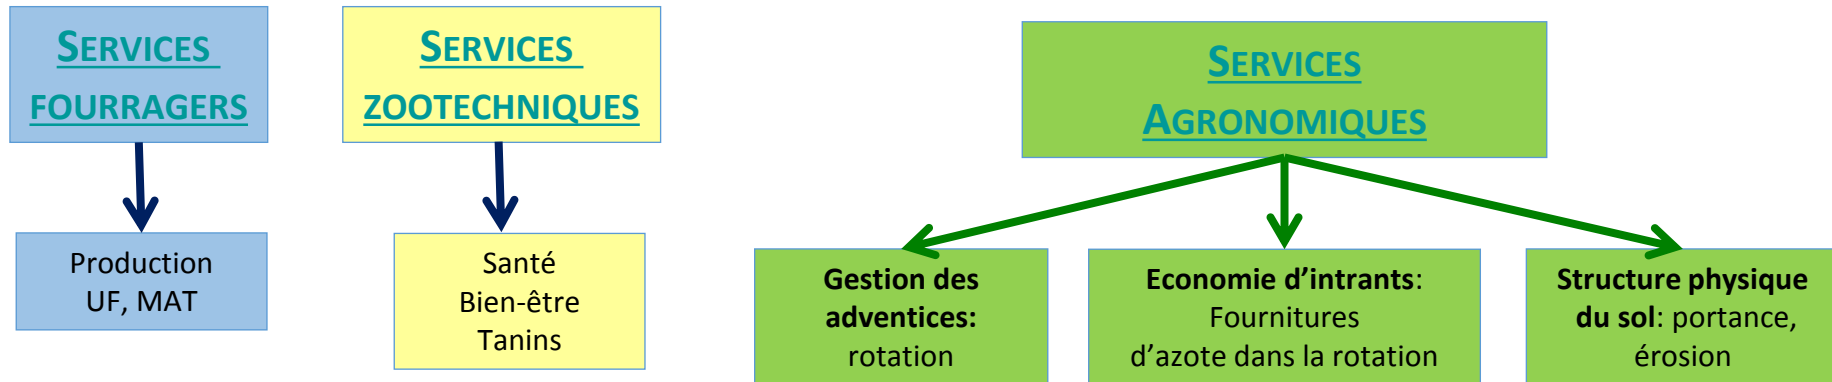 SERVICES
FOURRAGERS
SERVICES
ZOOTECHNIQUES
SERVICES
AGRONOMIQUES
Production
UF, MAT
Santé
Bien-être
Tanins
Gestion des
adventices:
rotation
Economie d’intrants:
Fournitures
d’azote dans la rotation
Structure physique
du sol: portance,
érosion